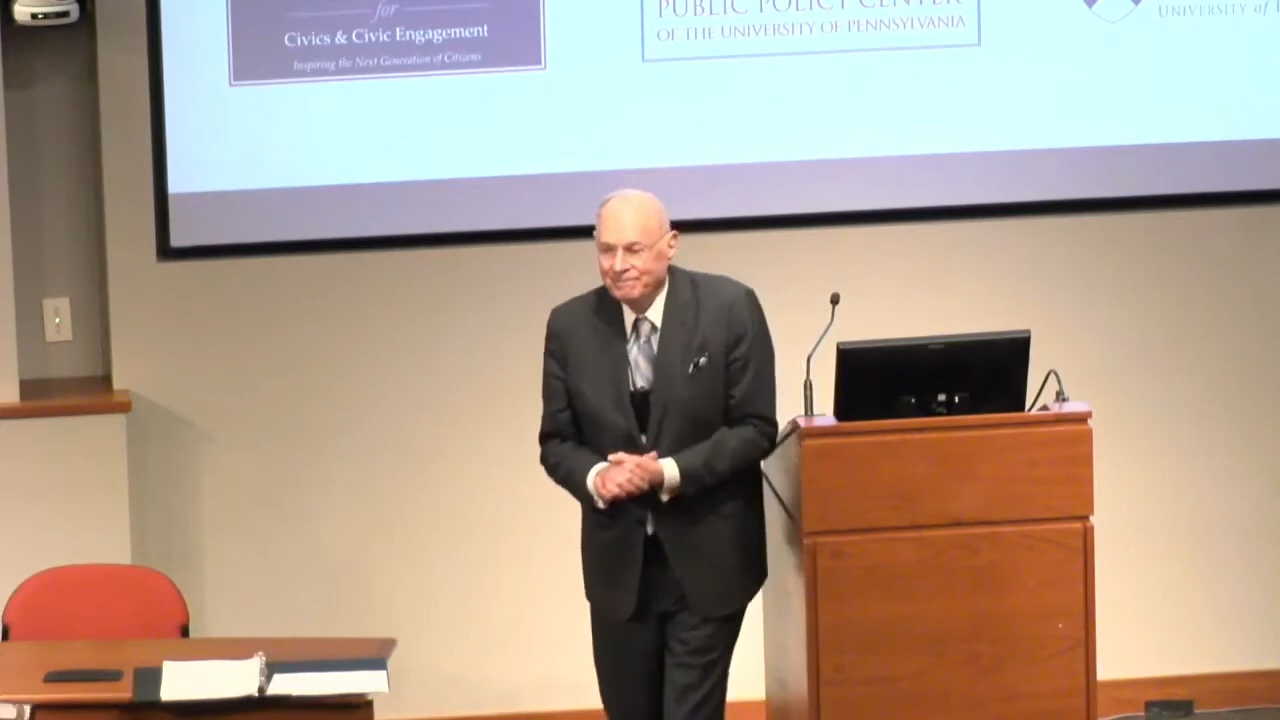 for
Civics & Civic Engagement
Inspiring the Next Generation of Citizens
PUBLIC POLICY CENTER
OF THE UNIVERSITY OF PENNSYLVANIA
UNIVERSITY of